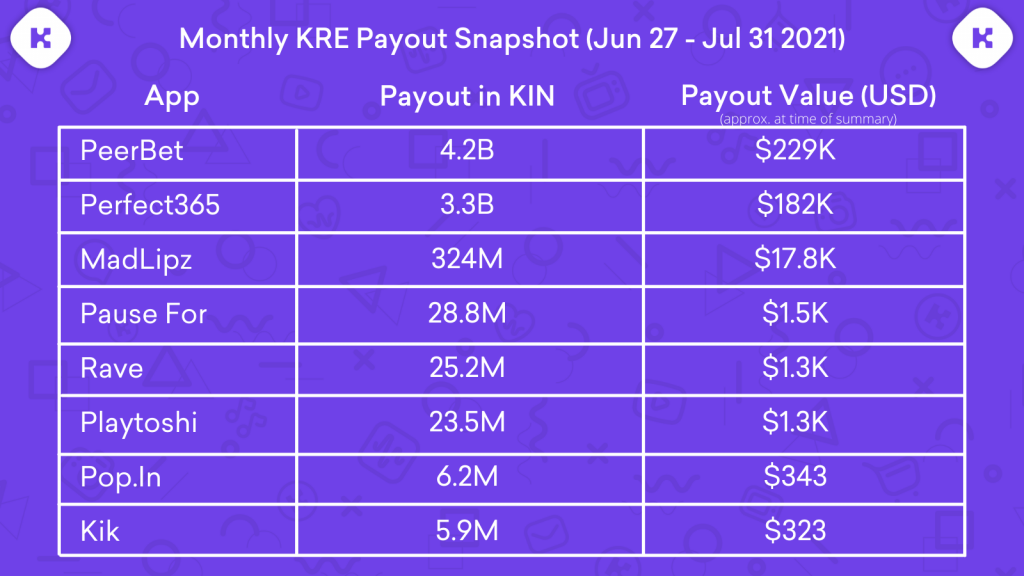 Monthly KRE Payout Snapshot (Jun 27 - Jul 31 2021)
App Payout in KIN Payout Value (USD)
(approx. at time of summary)
PeerBet 4.2B $229K
Perfect365 3.3B $182K
MadLipz 324M $17.8K
Pause For 28.8M $1.5K
Rave 25.2M $1.3K
Playtoshi 23.5M $1.3K
Pop.In 6.2M $343
Kik 5.9M $323